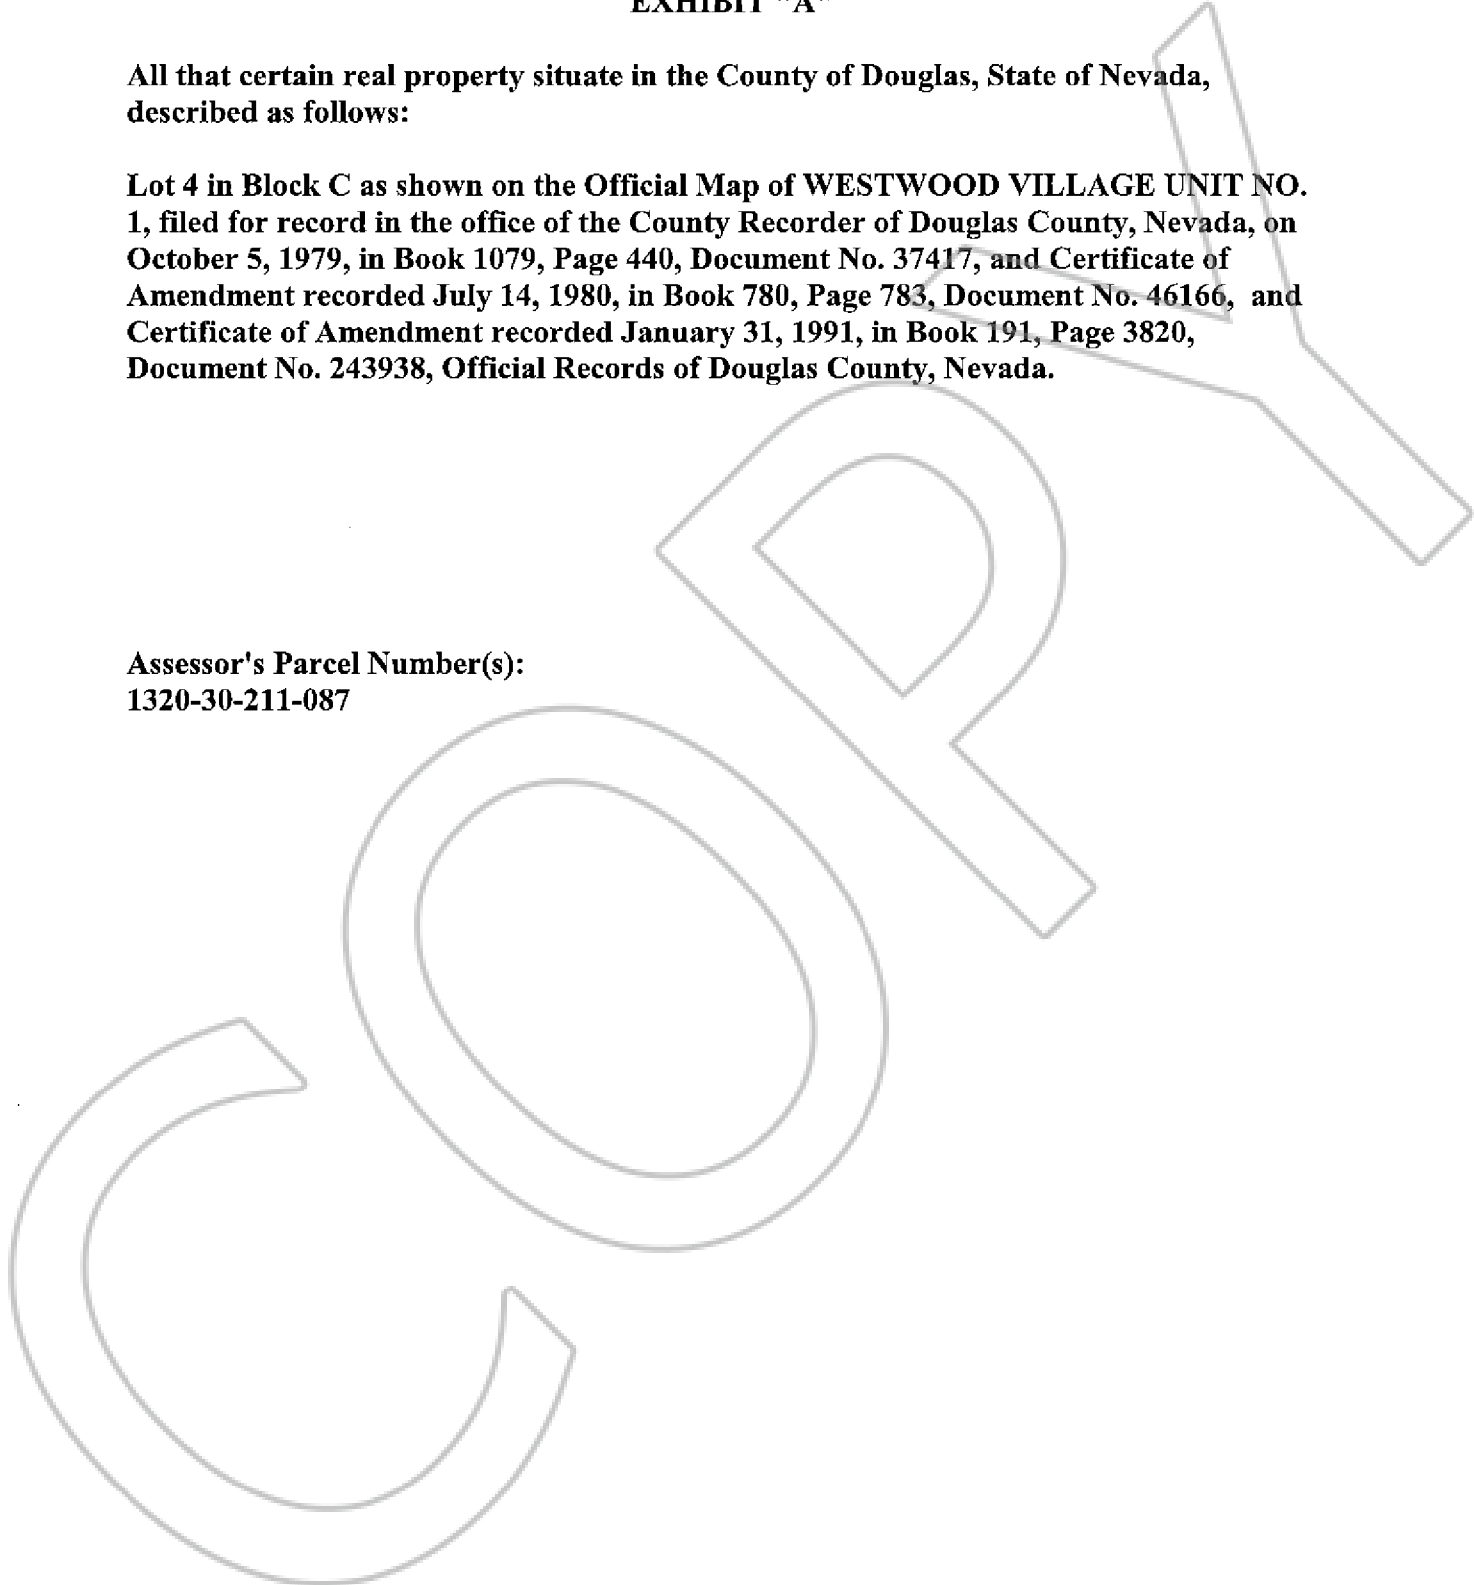 EXHIBIT "A"
All that certain real property situate in the County of Douglas, State of Nevada,
described as follows:
Lot 4 in Block C as shown on the Official Map of WESTWOOD VILLAGE UNIT NO.
1, filed for record in the office of the County Recorder of Douglas County, Nevada, on
October 5, 1979, in Book 1079, Page 440, Document No. 37417, and Certificate of
Amendment recorded July 14, 1980, in Book 780, Page 783, Document No. 46166,  and
Certificate of Amendment recorded January 31, 1991, in Book 191, Page 3820,
Document No. 243938, Official Records of Douglas County, Nevada.
Assessor's Parcel Number(s):
1320-30-211-087
COPY